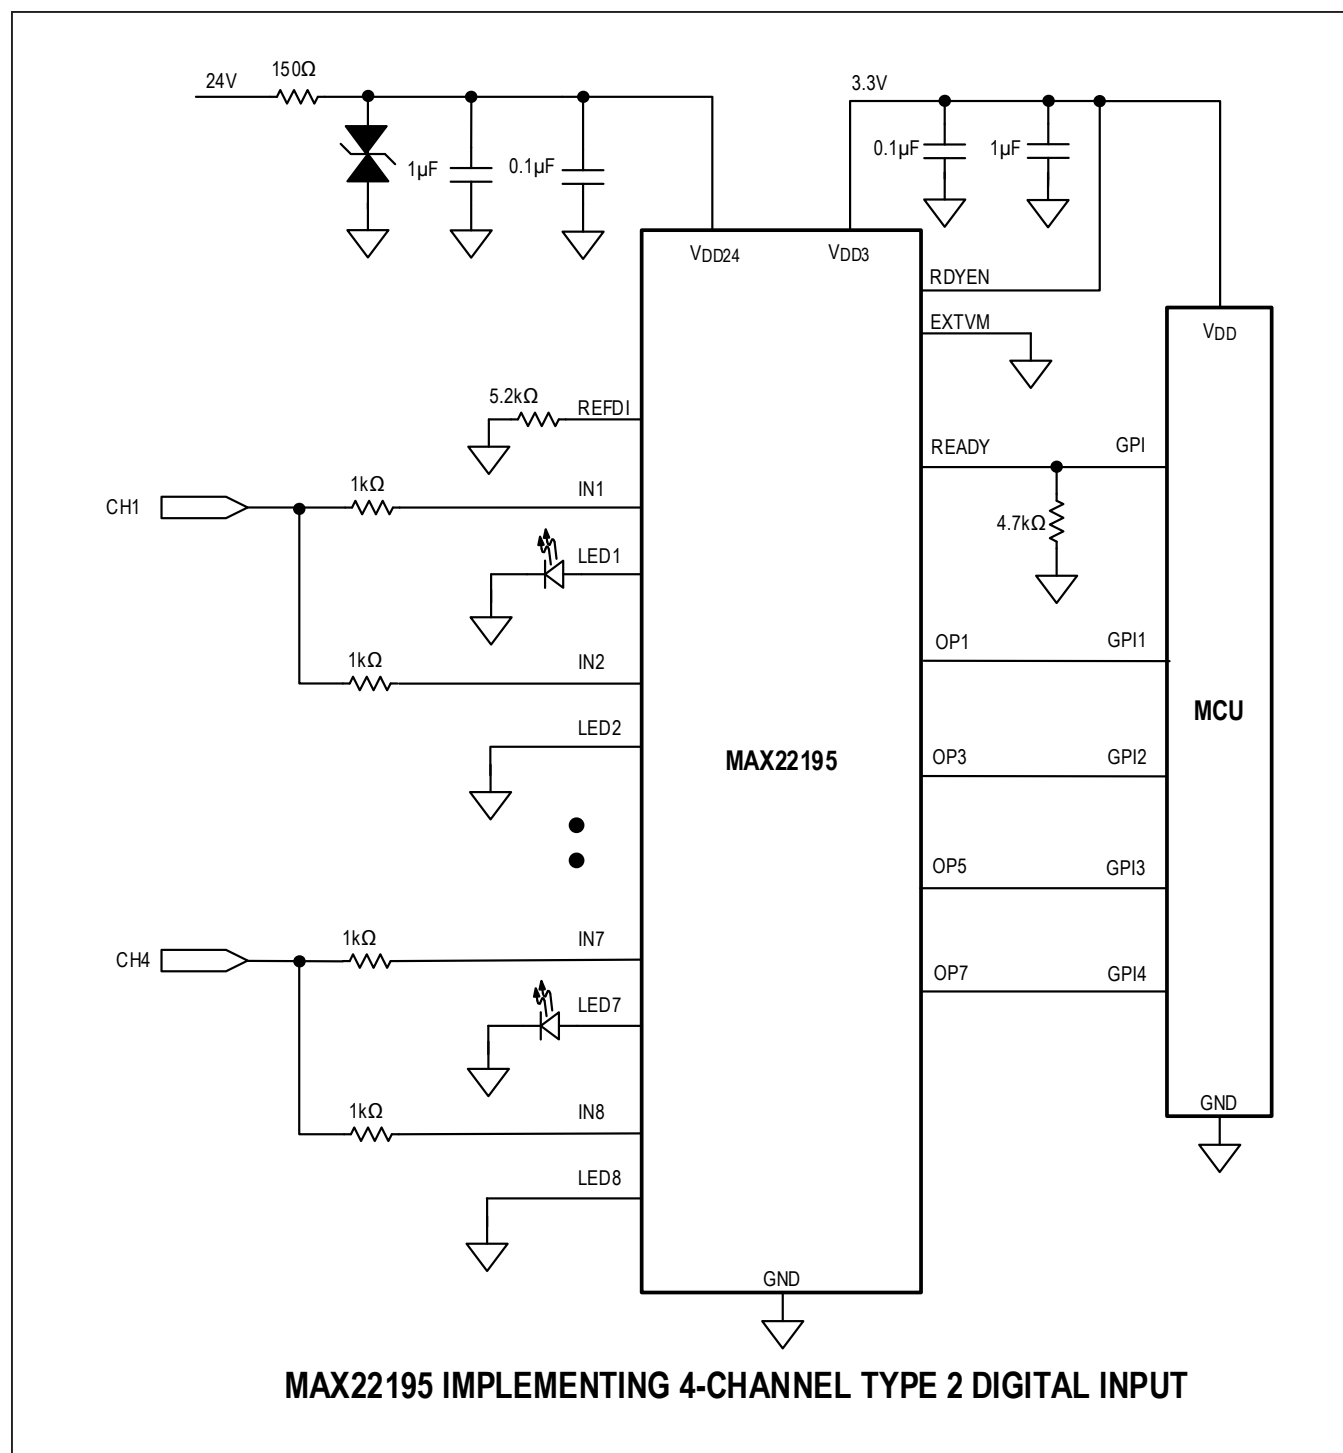 24V
150Ω
3.3V
1µF
0.1µF
0.1µF
1µF
VDD24
VDD3
RDYEN
EXTVM
VDD
5.2kΩ
REFDI
READY
GPI
1kΩ
IN1
CH1
4.7kΩ
LED1
OP1
GPI1
1kΩ
IN2
LED2
MCU
MAX22195
OP3
GPI2
OP5
GPI3
1kΩ
IN7
CH4
OP7
GPI4
LED7
1kΩ
IN8
GND
LED8
GND
MAX22195 IMPLEMENTING 4-CHANNEL TYPE 2 DIGITAL INPUT